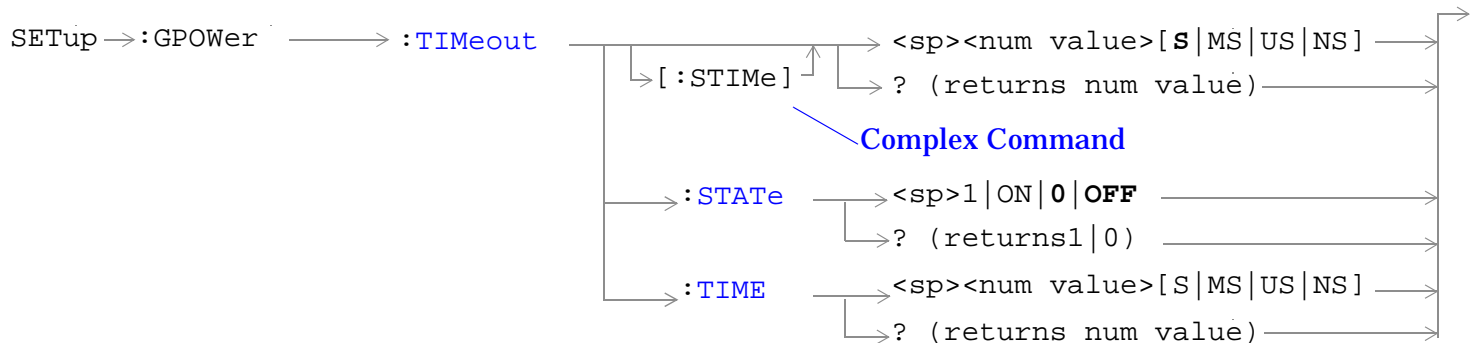 SETup :GPOWer :TIMeout <sp><num value>[S|MS|US|NS]
[:STIMe] ? (returns num value)
Complex Command
:STATe <sp>1|ON|0|OFF
? (returns1|0)
:TIME <sp><num value>[S|MS|US|NS]
? (returns num value)